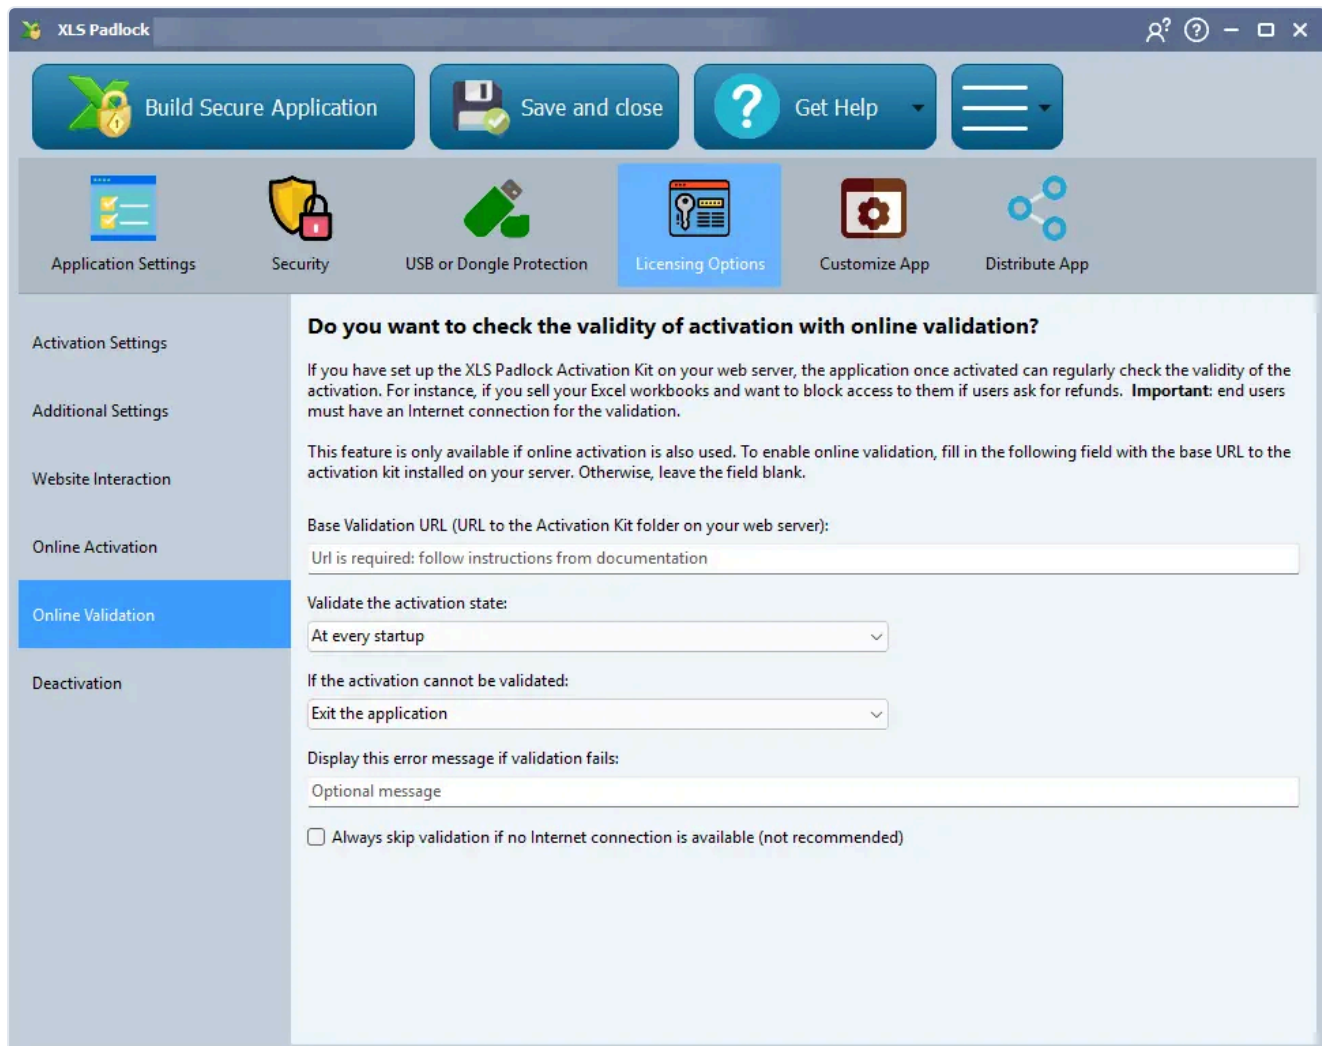 XLS Padlock
Build Secure Application
Save and close
Get Help
Application Settings
Security
USB or Dongle Protection
Licensing Options
Customize App
Distribute App
Activation Settings
Additional Settings
Website Interaction
Online Activation
Online Validation
Deactivation
Do you want to check the validity of activation with online validation?
If you have set up the XLS Padlock Activation Kit on your web server, the application once activated can regularly check the validity of the
activation. For instance, if you sell your Excel workbooks and want to block access to them if users ask for refunds. Important: end users
must have an Internet connection for the validation.
This feature is only available if online activation is also used. To enable online validation, fill in the following field with the base URL to the
activation kit installed on your server. Otherwise, leave the field blank.
Base Validation URL (URL to the Activation Kit folder on your web server):
Url is required: follow instructions from documentation
Validate the activation state:
At every startup
If the activation cannot be validated:
Exit the application
Display this error message if validation fails:
Optional message
Always skip validation if no Internet connection is available (not recommended)